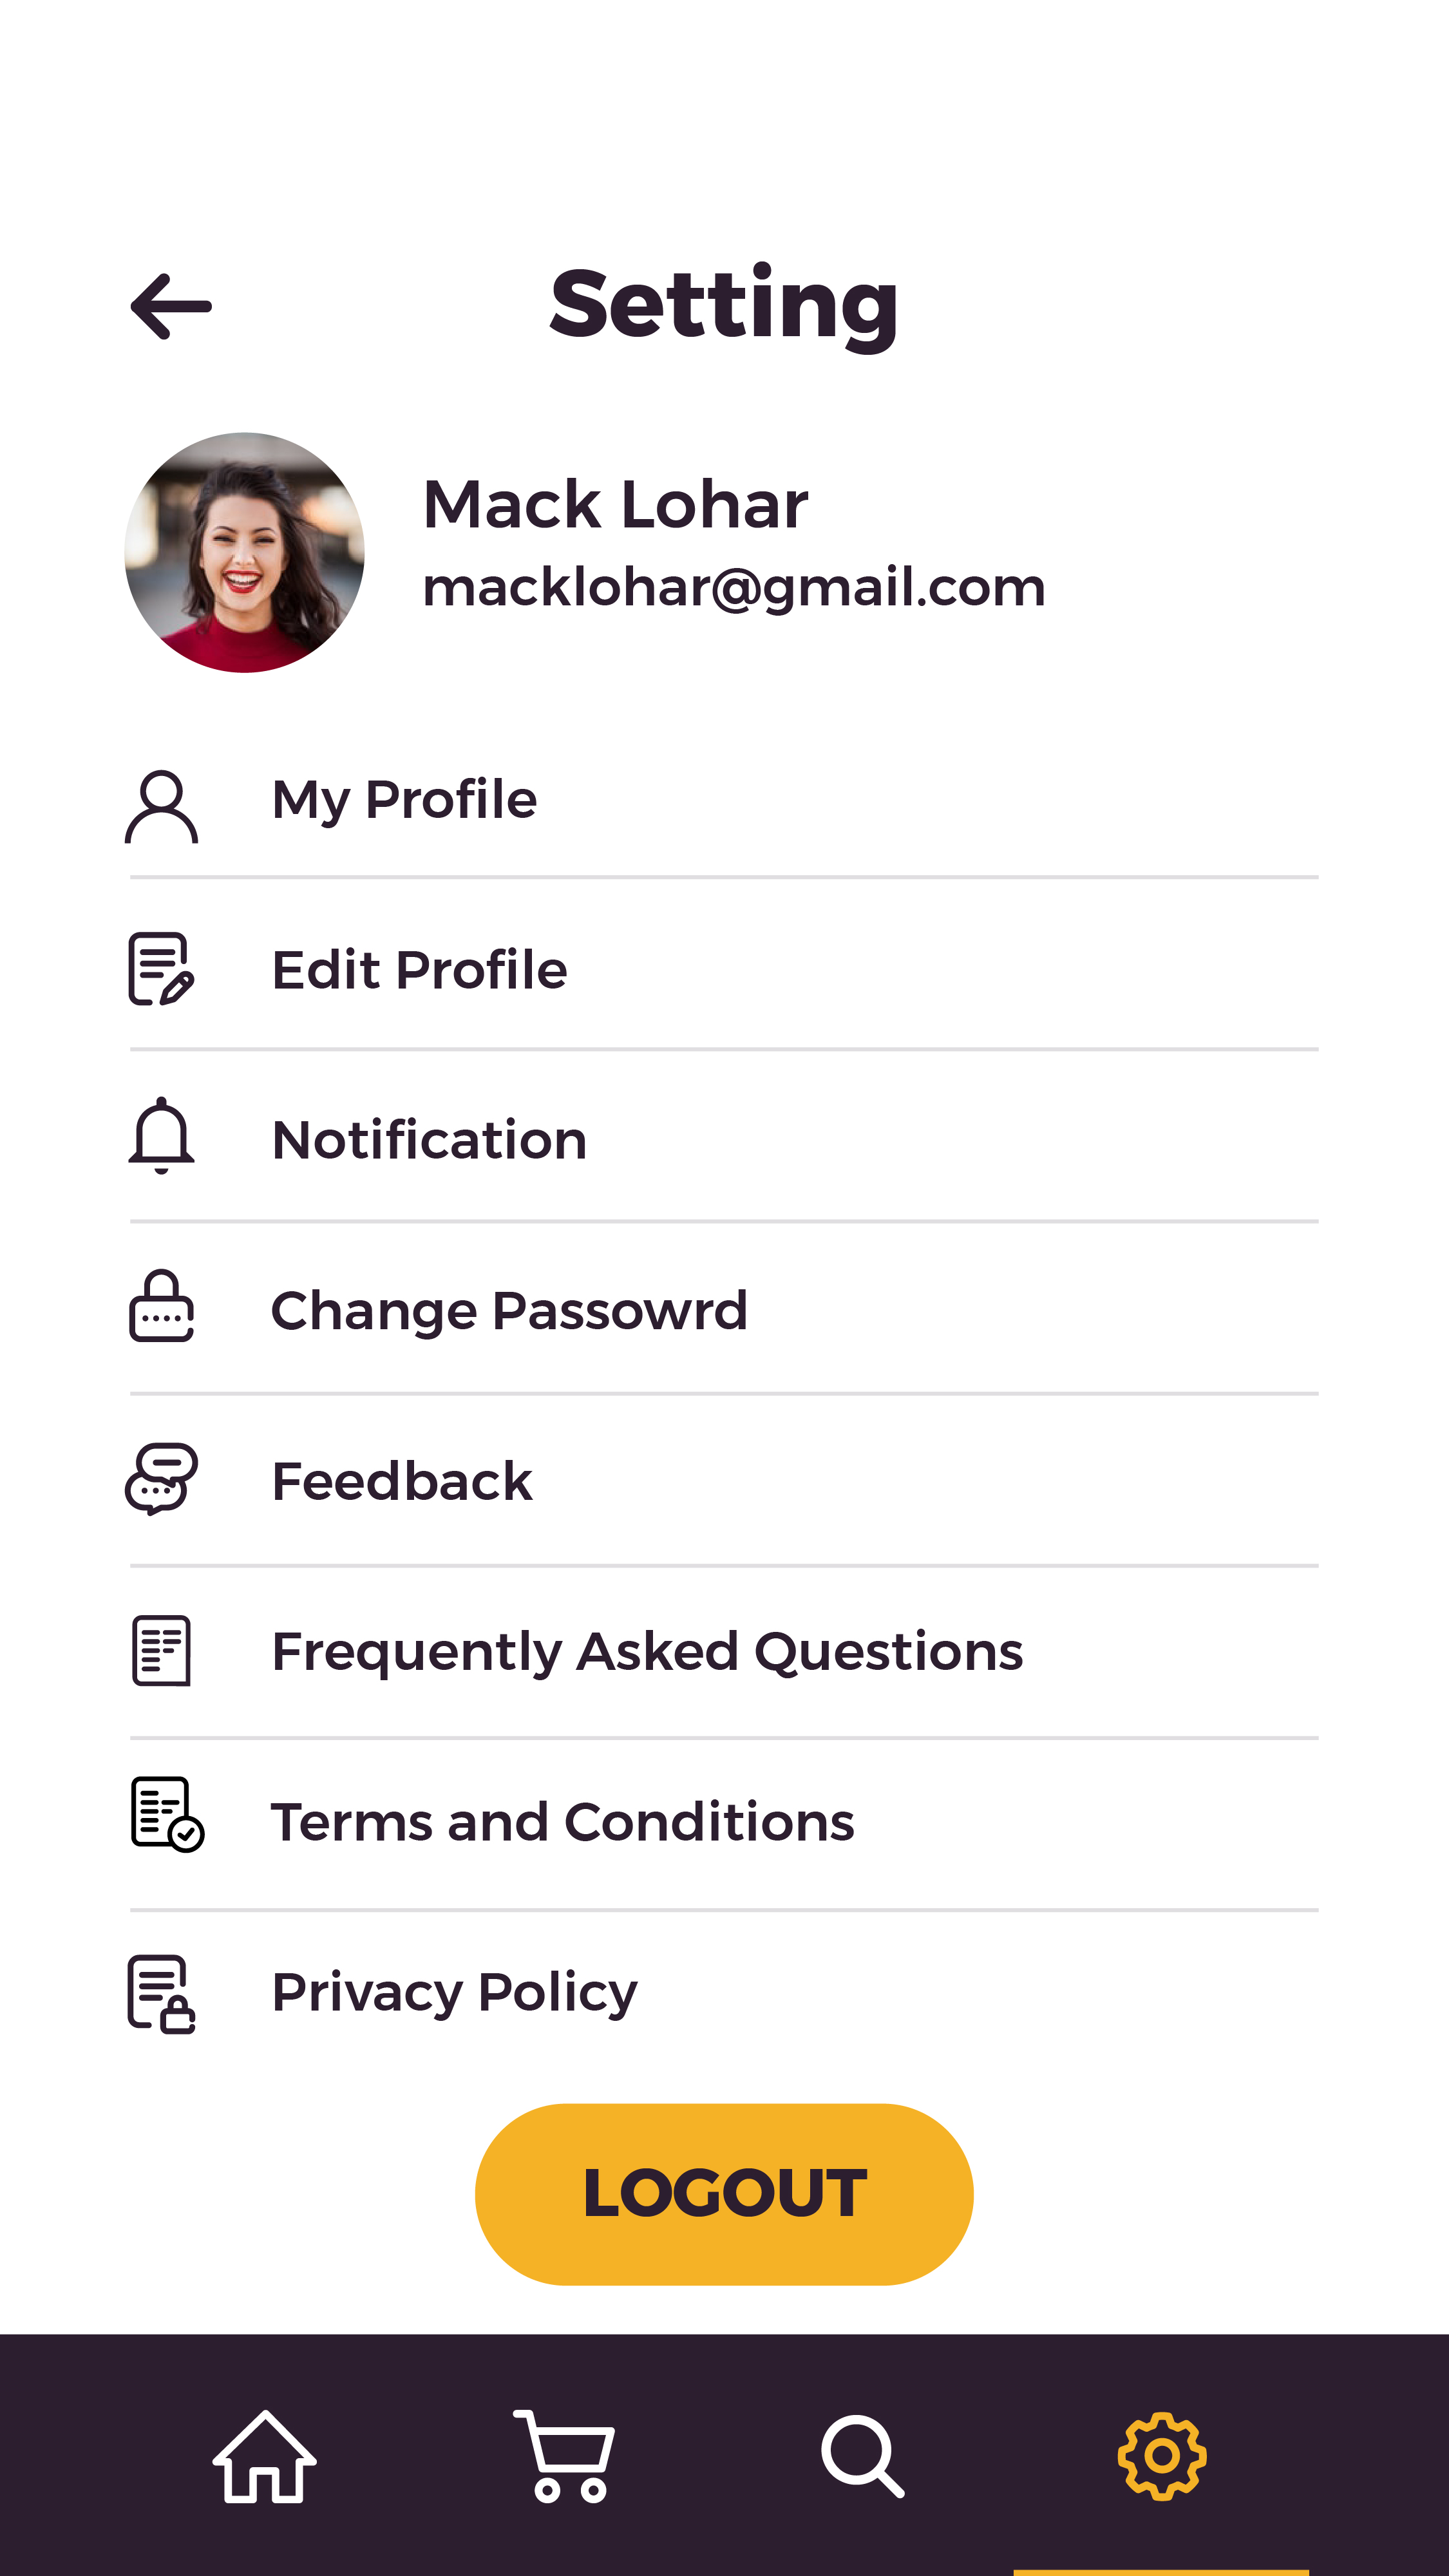 Setting
Mack Lohar
macklohar@gmail.com
My Profile
Edit Profile
Notification
Change Passowrd
Feedback
Frequently Asked Questions
Terms and Conditions
Privacy Policy
LOGOUT